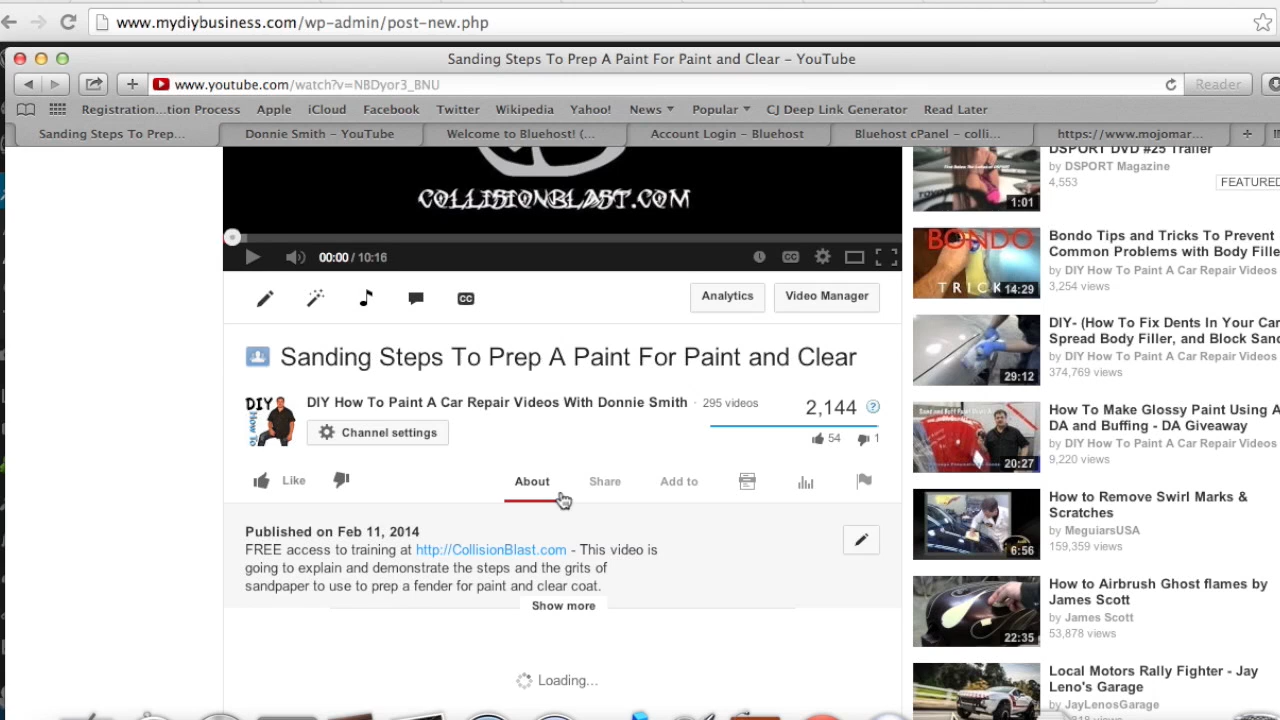 www.mydiybusiness.com/wp-admin/post-new.php
Sanding Steps To Prep A Paint For Paint and Clear – YouTube
www.youtube.com/watch?v=NBDyor3_BNU
Reader
Registration...tion Process Apple iCloud Facebook Twitter Wikipedia Yahoo! News Popular CJ Deep Link Generator Read Later
Sanding Steps To Prep... Donnie Smith – YouTube Welcome to Bluehost! (... Account Login – Bluehost Bluehost cPanel – colli... https://www.mojomar...
COLLISIONBLAST.COM
00:00 / 10:16
CC
CC
Analytics
Video Manager
Sanding Steps To Prep A Paint For Paint and Clear
DIY
How To
DIY How To Paint A Car Repair Videos With Donnie Smith · 295 videos
Channel settings
2,144
54 1
Like
About
Share
Add to
Published on Feb 11, 2014
FREE access to training at http://CollisionBlast.com - This video is
going to explain and demonstrate the steps and the grits of
sandpaper to use to prep a fender for paint and clear coat.
Show more
Loading...
DSPORT DVD #25 Trailer
by DSPORT Magazine
4,553
FEATURED
1:01
Bondo Tips and Tricks To Prevent
Common Problems with Body Fille
by DIY How To Paint A Car Repair Videos
3,254 views
BONDO
TRICK
14:29
DIY- (How To Fix Dents In Your Car
Spread Body Filler, and Block Sand
by DIY How To Paint A Car Repair Videos
374,769 views
29:12
How To Make Glossy Paint Using A
DA and Buffing - DA Giveaway
by DIY How To Paint A Car Repair Videos
9,220 views
20:27
How to Remove Swirl Marks &
Scratches
by MeguiarsUSA
159,359 views
6:56
How to Airbrush Ghost flames by
James Scott
by James Scott
53,878 views
22:35
Local Motors Rally Fighter - Jay
Leno's Garage
by JayLenosGarage